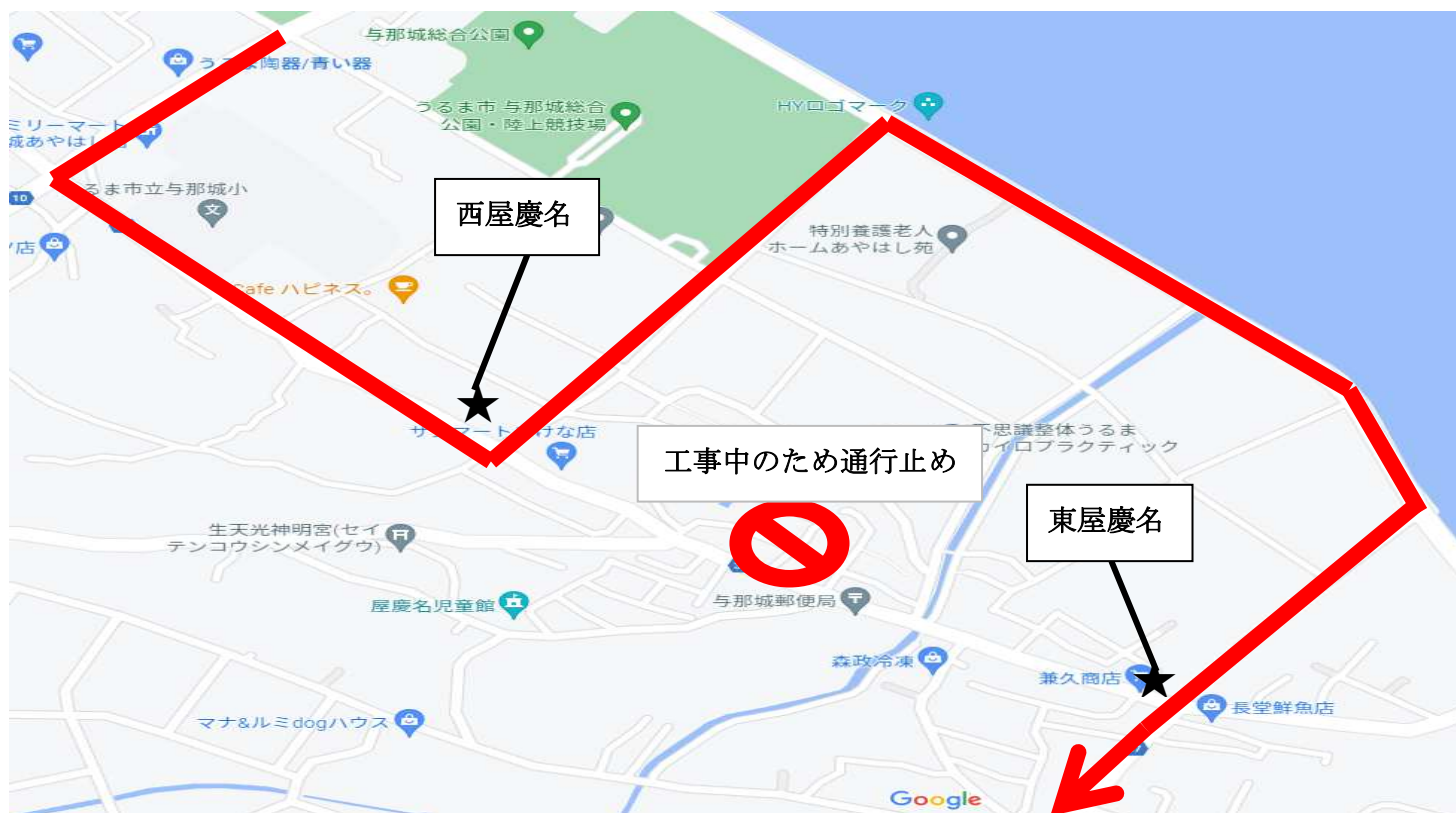 与那城総合公園
うるま陶器/青い器
うるま市 与那城総合
公園・陸上競技場
HYロゴマーク
ミリーマート
城あやは
10
るま市立与那城小
西屋慶名
特別養護老人
ホームあやはし苑
店
Cafe ハピネス。
けな店
不思議整体うるま
カイロプラクティック
工事中のため通行止め
東屋慶名
生天光神明宮(セイ
テンコウシンメイグウ)
屋慶名児童館
与那城郵便局
森政冷凍
兼久商店
長堂鮮魚店
マナ&ルミdogハウス
Google